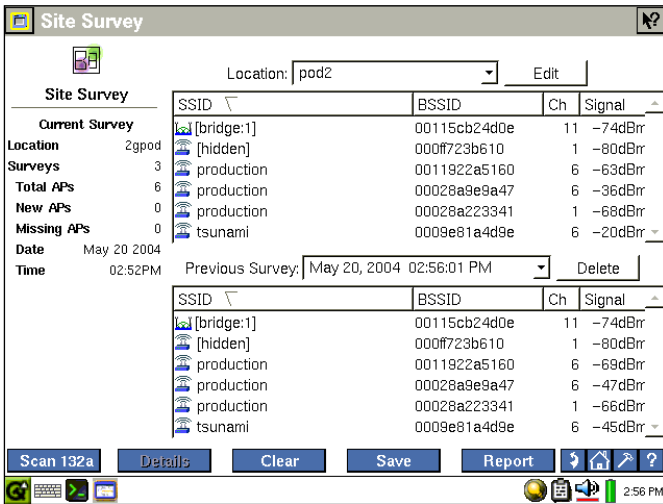 Site Survey
Site Survey
Current Survey
Location 2gpod
Surveys 3
Total APs 6
New APs 0
Missing APs 0
Date May 20 2004
Time 02:52PM
Location: pod2 Edit
SSID BSSID Ch Signal
[bridge:1] 00115cb24d0e 11 -74dBm
[hidden] 000ff723b610 1 -80dBm
production 0011922a5160 6 -63dBm
production 00028a9e9a47 6 -36dBm
production 00028a223341 1 -68dBm
tsunami 0009e81a4d9e 6 -20dBm
Previous Survey: May 20, 2004 02:56:01 PM Delete
SSID BSSID Ch Signal
[bridge:1] 00115cb24d0e 11 -74dBm
[hidden] 000ff723b610 1 -80dBm
production 0011922a5160 6 -69dBm
production 00028a9e9a47 6 -47dBm
production 00028a223341 1 -66dBm
tsunami 0009e81a4d9e 6 -45dBm
Scan 132a Details Clear Save Report ?
2:56 PM